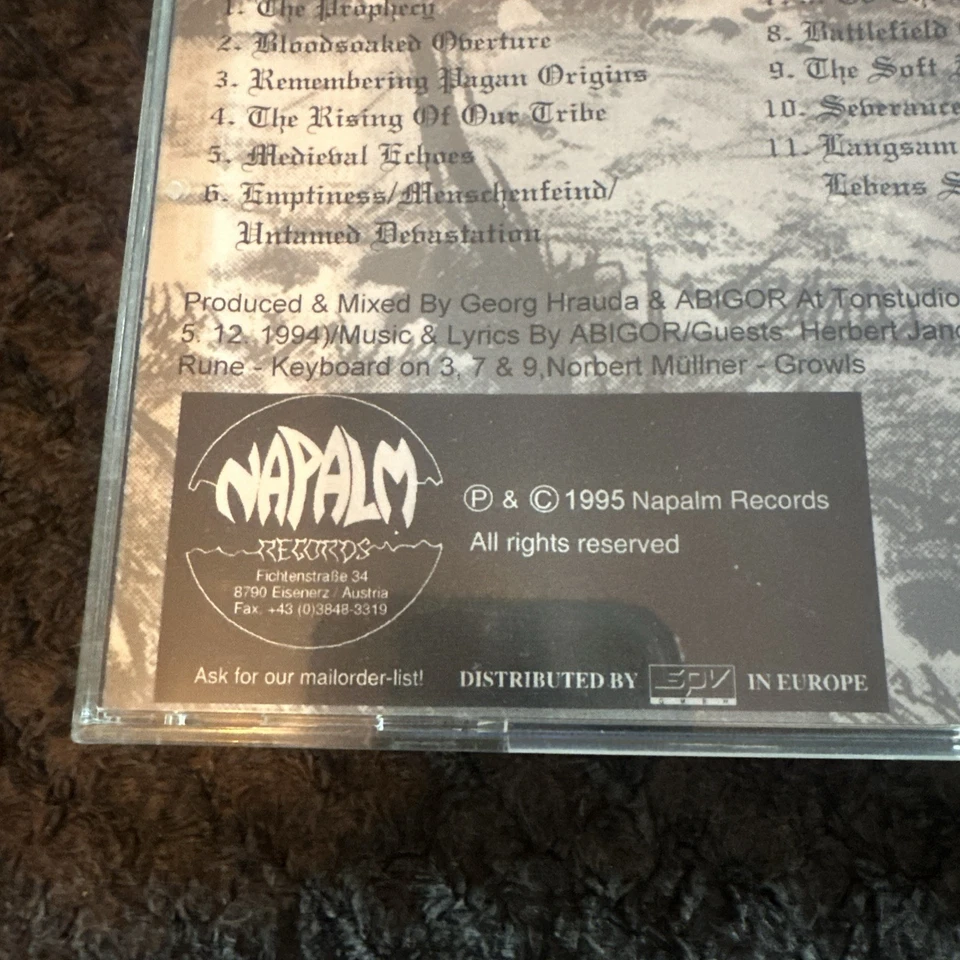 1. The Prophecy
2. Bloodsoaked Overture
3. Remembering Pagan Origins
4. The Rising Of Our Tribe
5. Medieval Echoes
6. Emptiness/Menschenfeind/
Untamed Devastation
8. Battlefield
9. The Soft
10. Severance
11. Langsam
Lebens S
Produced & Mixed By Georg Hrauda & ABIGOR At Tonstudio
5. 12. 1994)/Music & Lyrics By ABIGOR/Guests: Herbert Janc
Rune - Keyboard on 3, 7 & 9,Norbert Müllner - Growls
NAPALM
RECORDS
Fichtenstraße 34
8790 Eisenerz / Austria
Fax. +43 (0)3848-3319
Ⓟ & © 1995 Napalm Records
All rights reserved
Ask for our mailorder-list!
DISTRIBUTED BY SPV GMBH IN EUROPE